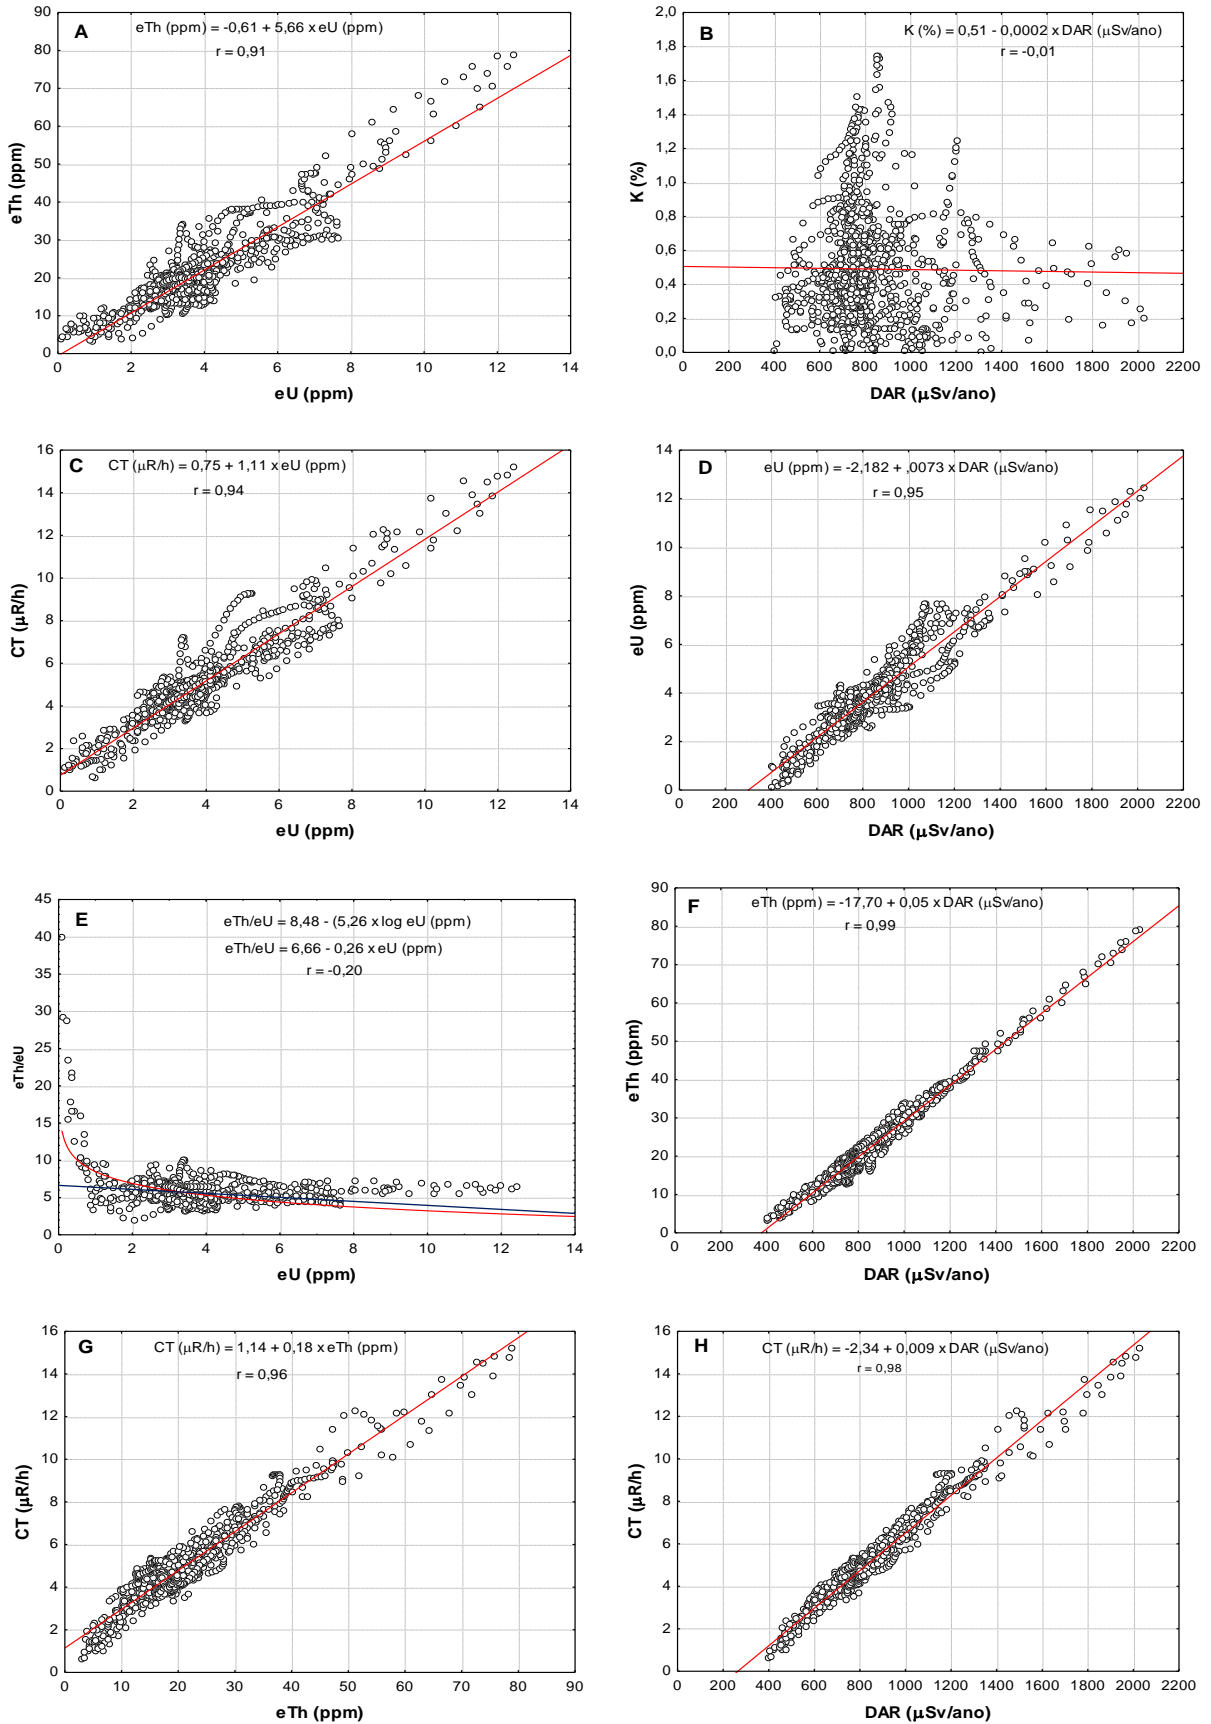 A
eTh (ppm) = -0,61 + 5,66 x eU (ppm)
r = 0,91
90
80
70
60
50
40
30
20
10
0
eTh (ppm)
0 2 4 6 8 10 12 14
eU (ppm)
B
K (%) = 0,51 - 0,0002 x DAR (µSv/ano)
r = -0,01
2,0
1,8
1,6
1,4
1,2
1,0
0,8
0,6
0,4
0,2
0,0
K (%)
0 200 400 600 800 1000 1200 1400 1600 1800 2000 2200
DAR (µSv/ano)
C
CT (µR/h) = 0,75 + 1,11 x eU (ppm)
r = 0,94
16
14
12
10
8
6
4
2
0
CT (µR/h)
0 2 4 6 8 10 12 14
eU (ppm)
D
eU (ppm) = -2,182 + ,0073 x DAR (µSv/ano)
r = 0,95
14
12
10
8
6
4
2
0
eU (ppm)
0 200 400 600 800 1000 1200 1400 1600 1800 2000 2200
DAR (µSv/ano)
E
eTh/eU = 8,48 - (5,26 x log eU (ppm)
eTh/eU = 6,66 - 0,26 x eU (ppm)
r = -0,20
45
40
35
30
25
20
15
10
5
0
eTh/eU
0 2 4 6 8 10 12 14
eU (ppm)
F
eTh (ppm) = -17,70 + 0,05 x DAR (µSv/ano)
r = 0,99
90
80
70
60
50
40
30
20
10
0
eTh (ppm)
0 200 400 600 800 1000 1200 1400 1600 1800 2000 2200
DAR (µSv/ano)
G
CT (µR/h) = 1,14 + 0,18 x eTh (ppm)
r = 0,96
16
14
12
10
8
6
4
2
0
CT (µR/h)
0 10 20 30 40 50 60 70 80 90
eTh (ppm)
H
CT (µR/h) = -2,34 + 0,009 x DAR (µSv/ano)
r = 0,98
16
14
12
10
8
6
4
2
0
CT (µR/h)
0 200 400 600 800 1000 1200 1400 1600 1800 2000 2200
DAR (µSv/ano)